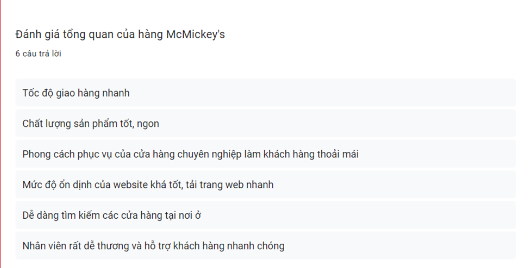 Đánh giá tổng quan của hàng McMickey's
6 câu trả lời
Tốc độ giao hàng nhanh
Chất lượng sản phẩm tốt, ngon
Phong cách phục vụ của cửa hàng chuyên nghiệp làm khách hàng thoải mái
Mức độ ổn dịnh của website khá tốt, tải trang web nhanh
Dễ dàng tìm kiếm các cửa hàng tại nơi ở
Nhân viên rất dễ thương và hỗ trợ khách hàng nhanh chóng